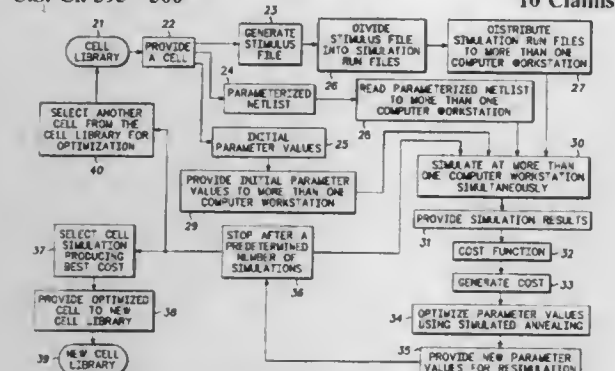 10 Claims
21
22
23
CELL
LIBRARY
PROVIDE
A CELL
GENERATE
STIMULUS
FILE
DIVIDE
STIMULUS FILE
INTO SIMULATION
RUN FILES
DISTRIBUTE
SIMULATION RUN FILES
TO MORE THAN ONE
COMPUTER WORKSTATION
24
26
27
PARAMETERIZED
NETLIST
READ PARAMETERIZED NETLIST
TO MORE THAN ONE
COMPUTER WORKSTATION
SELECT ANOTHER
CELL FROM THE
CELL LIBRARY FOR
OPTIMIZATION
40
INITIAL
PARAMETER VALUES
25
28
30
PROVIDE INITIAL PARAMETER
VALUES TO MORE THAN ONE
COMPUTER WORKSTATION
29
SIMULATE AT MORE THAN
ONE COMPUTER WORKSTATION
SIMULTANEOUSLY
PROVIDE SIMULATION RESULTS
31
37
SELECT CELL
SIMULATION
PRODUCING
BEST COST
STOP AFTER A
PREDETERMINED
NUMBER OF
SIMULATIONS
36
COST FUNCTION
32
GENERATE COST
33
PROVIDE OPTIMIZED
CELL TO NEW
CELL LIBRARY
38
34
OPTIMIZE PARAMETER VALUES
USING SIMULATED ANNEALING
39
NEW CELL
LIBRARY
35
PROVIDE NEW PARAMETER
VALUES FOR RESIMULATION